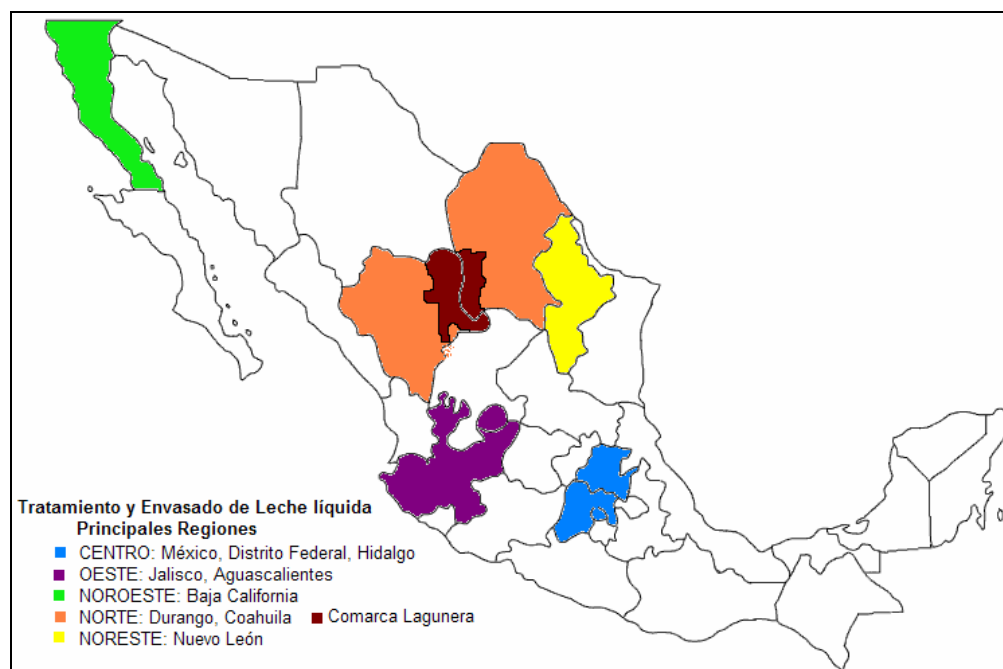 Tratamiento y Envasado de Leche líquida
Principales Regiones
CENTRO: México, Distrito Federal, Hidalgo
OESTE: Jalisco, Aguascalientes
NOROESTE: Baja California
NORTE: Durango, Coahuila Comarca Lagunera
NORESTE: Nuevo León